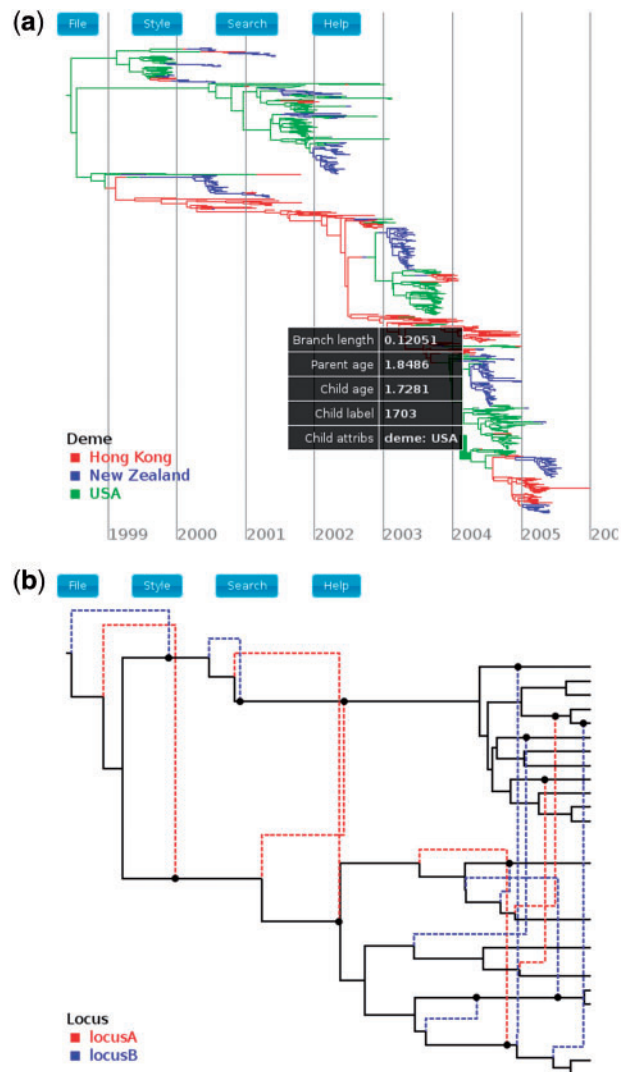 (a)
File Style Search Help
Branch length 0.12051
Parent age 1.8486
Child age 1.7281
Child label 1703
Child attribs deme: USA
Deme
Hong Kong
New Zealand
USA
1999 2000 2001 2002 2003 2004 2005 200
(b)
File Style Search Help
Locus
locusA
locusB